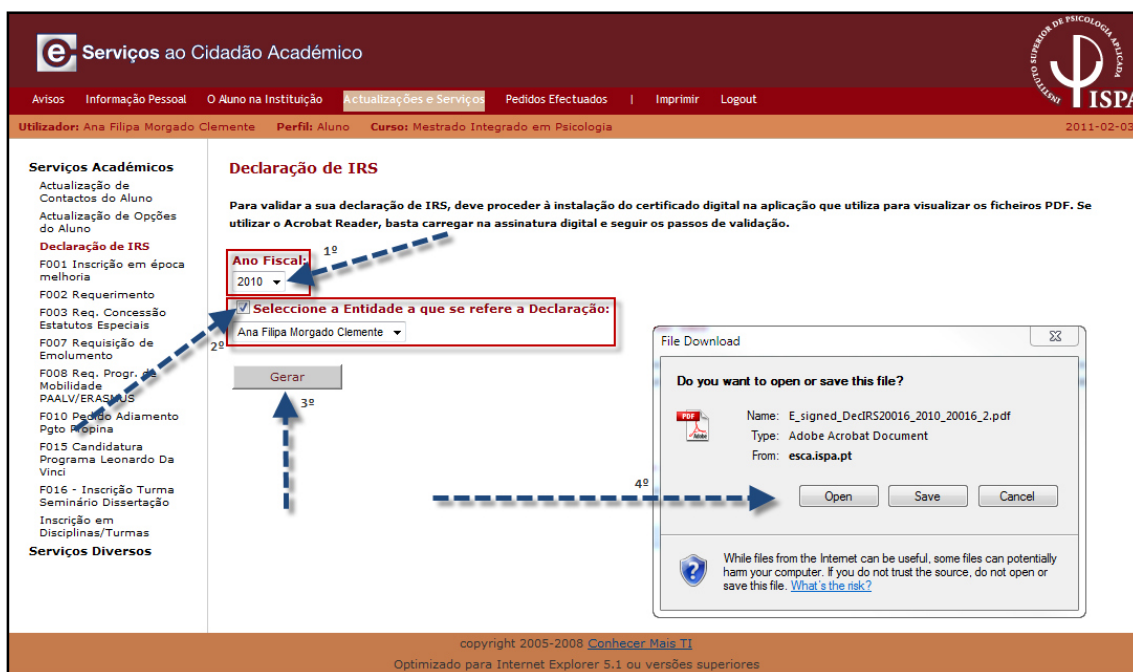 e Serviços ao Cidadão Académico
INSTITUTO SUPERIOR DE PSICOLOGIA APLICADA
ISPA
Avisos Informação Pessoal O Aluno na Instituição Actualizações e Serviços Pedidos Efectuados | Imprimir Logout
Utilizador: Ana Filipa Morgado Clemente Perfil: Aluno Curso: Mestrado Integrado em Psicologia 2011-02-03
Serviços Académicos
Actualização de
Contactos do Aluno
Actualização de Opções
do Aluno
Declaração de IRS
F001 Inscrição em época
melhoria
F002 Requerimento
F003 Req. Concessão
Estatutos Especiais
F007 Requisição de
Emolumento
F008 Req. Progr. de
Mobilidade
PAALV/ERASMUS
F010 Pedido Adiamento
Pgto Propina
F015 Candidatura
Programa Leonardo Da
Vinci
F016 - Inscrição Turma
Seminário Dissertação
Inscrição em
Disciplinas/Turmas
Serviços Diversos
Declaração de IRS
Para validar a sua declaração de IRS, deve proceder à instalação do certificado digital na aplicação que utiliza para visualizar os ficheiros PDF. Se
utilizar o Acrobat Reader, basta carregar na assinatura digital e seguir os passos de validação.
Ano Fiscal:
1º
2010
Seleccione a Entidade a que se refere a Declaração:
Ana Filipa Morgado Clemente
2º
Gerar
3º
4º
File Download
Do you want to open or save this file?
PDF
Adobe
Name: E_signed_DecIRS20016_2010_20016_2.pdf
Type: Adobe Acrobat Document
From: esca.ispa.pt
Open Save Cancel
While files from the Internet can be useful, some files can potentially
harm your computer. If you do not trust the source, do not open or
save this file. What's the risk?
copyright 2005-2008 Conhecer Mais TI
Optimizado para Internet Explorer 5.1 ou versões superiores